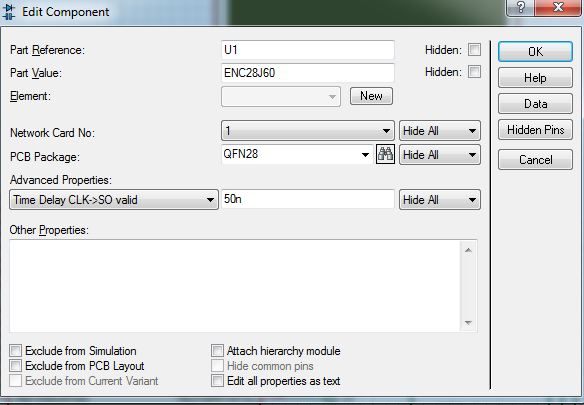 Edit Component
Part Reference: U1 Hidden: OK
Part Value: ENC28J60 Hidden: Help
Element: New Data
Network Card No: 1 Hide All Hidden Pins
PCB Package: QFN28 Hide All Cancel
Advanced Properties:
Time Delay CLK->SO valid 50n Hide All
Other Properties:
Exclude from Simulation Attach hierarchy module
Exclude from PCB Layout Hide common pins
Exclude from Current Variant Edit all properties as text